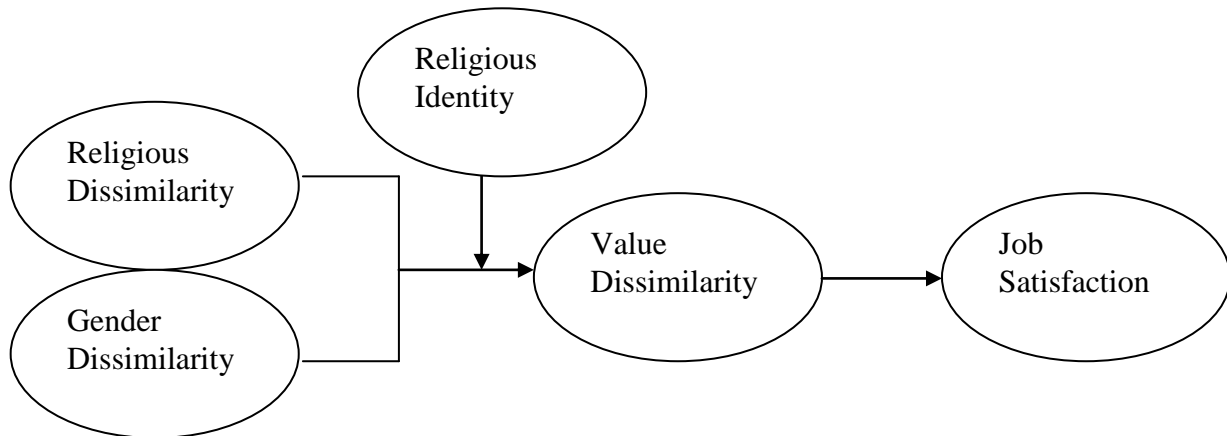 Religious
Identity
Religious
Dissimilarity
Value
Dissimilarity
Job
Satisfaction
Gender
Dissimilarity